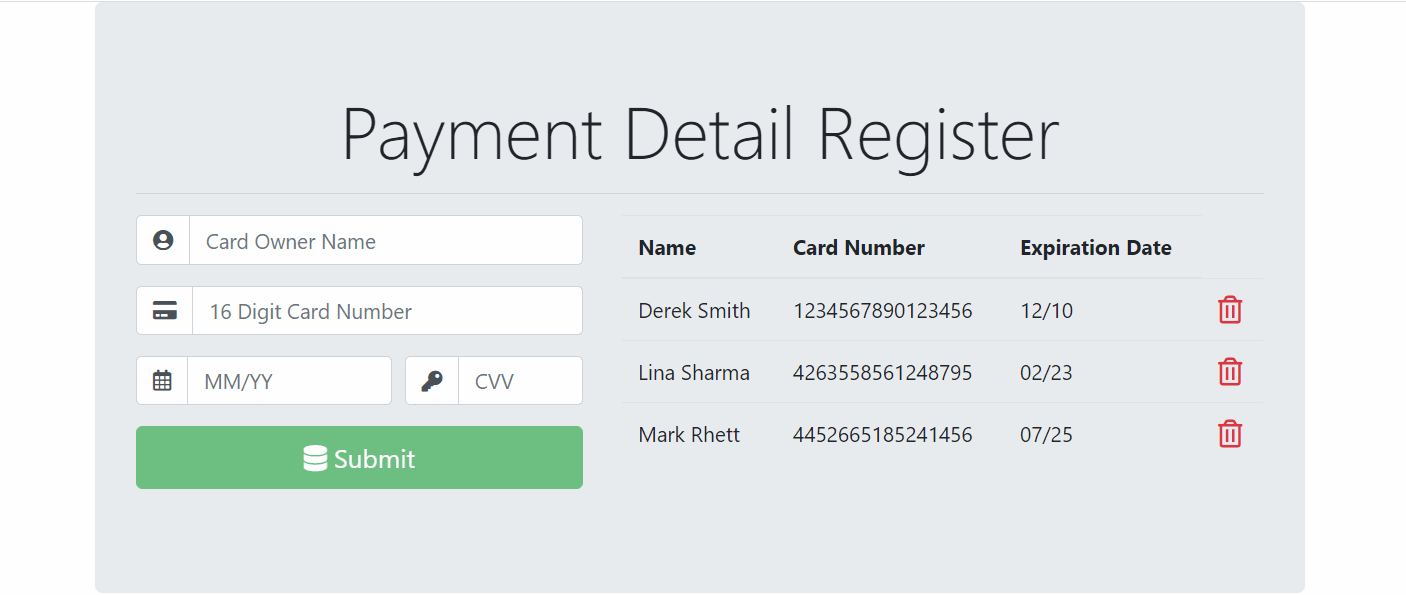 Payment Detail Register
Card Owner Name
16 Digit Card Number
MM/YY CVV
Submit
Name Card Number Expiration Date
Derek Smith 1234567890123456 12/10
Lina Sharma 4263558561248795 02/23
Mark Rhett 4452665185241456 07/25